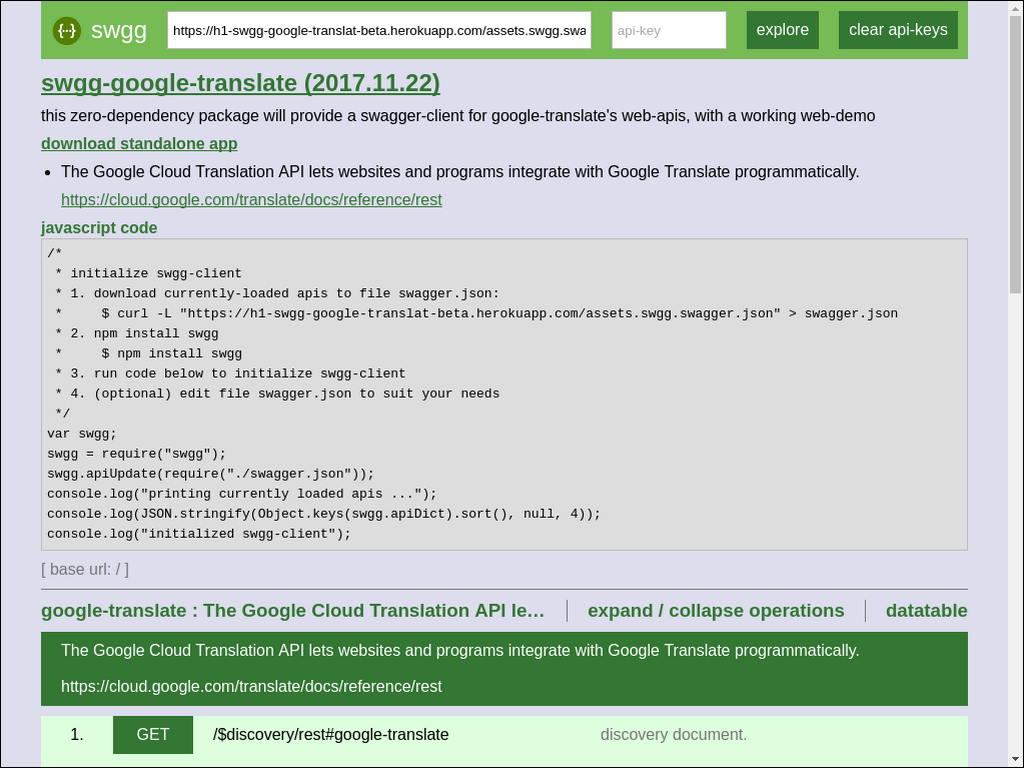 {··} swgg https://h1-swgg-google-translat-beta.herokuapp.com/assets.swgg.swa api-key explore clear api-keys
swgg-google-translate (2017.11.22)
this zero-dependency package will provide a swagger-client for google-translate's web-apis, with a working web-demo
download standalone app
• The Google Cloud Translation API lets websites and programs integrate with Google Translate programmatically.
https://cloud.google.com/translate/docs/reference/rest
javascript code
/*
 * initialize swgg-client
 * 1. download currently-loaded apis to file swagger.json:
 *     $ curl -L "https://h1-swgg-google-translat-beta.herokuapp.com/assets.swgg.swagger.json" > swagger.json
 * 2. npm install swgg
 *     $ npm install swgg
 * 3. run code below to initialize swgg-client
 * 4. (optional) edit file swagger.json to suit your needs
 */
var swgg;
swgg = require("swgg");
swgg.apiUpdate(require("./swagger.json"));
console.log("printing currently loaded apis ...");
console.log(JSON.stringify(Object.keys(swgg.apiDict).sort(), null, 4));
console.log("initialized swgg-client");
[ base url: / ]
google-translate : The Google Cloud Translation API le… expand / collapse operations datatable
The Google Cloud Translation API lets websites and programs integrate with Google Translate programmatically.
https://cloud.google.com/translate/docs/reference/rest
1. GET /$discovery/rest#google-translate discovery document.